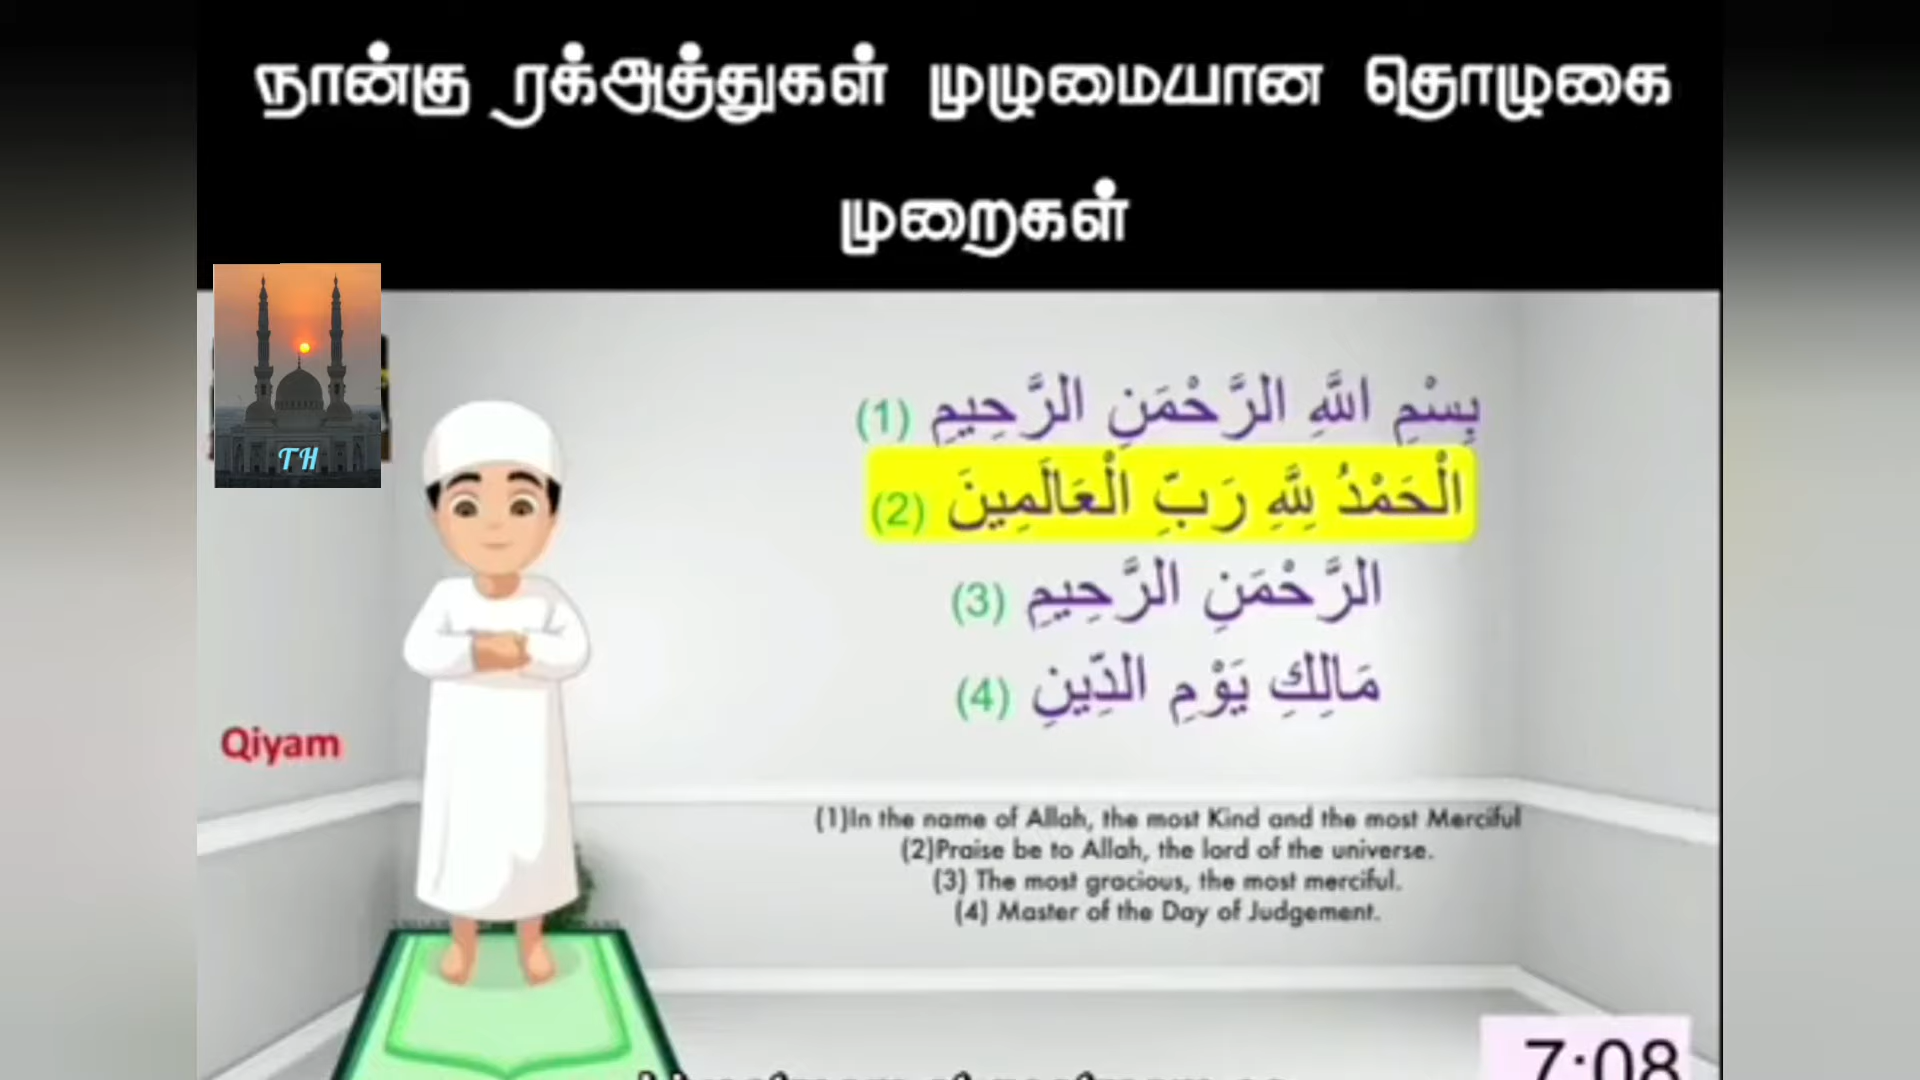 நான்கு ரக்அத்துகள் முழுமையான தொழுகை
முறைகள்
TH
بِسْمِ اللَّهِ الرَّحْمَنِ الرَّحِيمِ (1)
الْحَمْدُ لِلَّهِ رَبِّ الْعَالَمِينَ (2)
الرَّحْمَنِ الرَّحِيمِ (3)
مَالِكِ يَوْمِ الدِّينِ (4)
Qiyam
(1)In the name of Allah, the most Kind and the most Merciful
(2)Praise be to Allah, the lord of the universe.
(3) The most gracious, the most merciful.
(4) Master of the Day of Judgement.
7:08